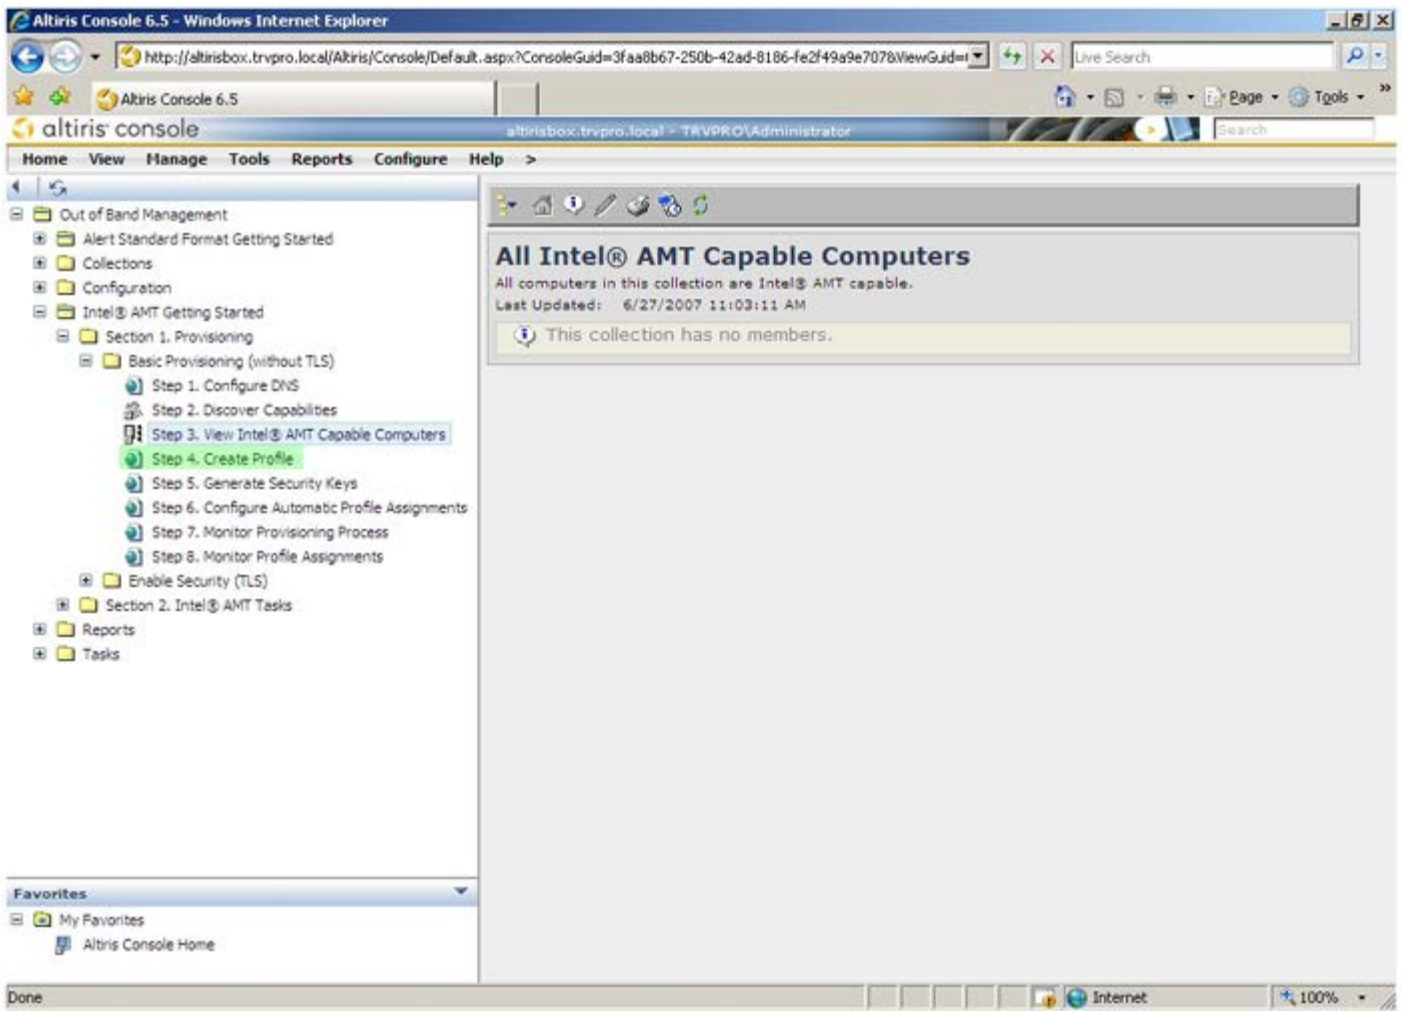 Altiris Console 6.5 - Windows Internet Explorer
http://altirisbox.trvpro.local/Altiris/Console/Default.aspx?ConsoleGuid=3faa8b67-250b-42ad-8186-fe2f49a9e707&ViewGuid=
Live Search
Altiris Console 6.5
Page
Tools
altiris console
altirisbox.trvpro.local - TRVPRO\Administrator
Search
Home View Manage Tools Reports Configure Help >
Out of Band Management
Alert Standard Format Getting Started
Collections
Configuration
Intel® AMT Getting Started
Section 1. Provisioning
Basic Provisioning (without TLS)
Step 1. Configure DNS
Step 2. Discover Capabilities
Step 3. View Intel® AMT Capable Computers
Step 4. Create Profile
Step 5. Generate Security Keys
Step 6. Configure Automatic Profile Assignments
Step 7. Monitor Provisioning Process
Step 8. Monitor Profile Assignments
Enable Security (TLS)
Section 2. Intel® AMT Tasks
Reports
Tasks
All Intel® AMT Capable Computers
All computers in this collection are Intel® AMT capable.
Last Updated: 6/27/2007 11:03:11 AM
This collection has no members.
Favorites
My Favorites
Altiris Console Home
Done
Internet
100%